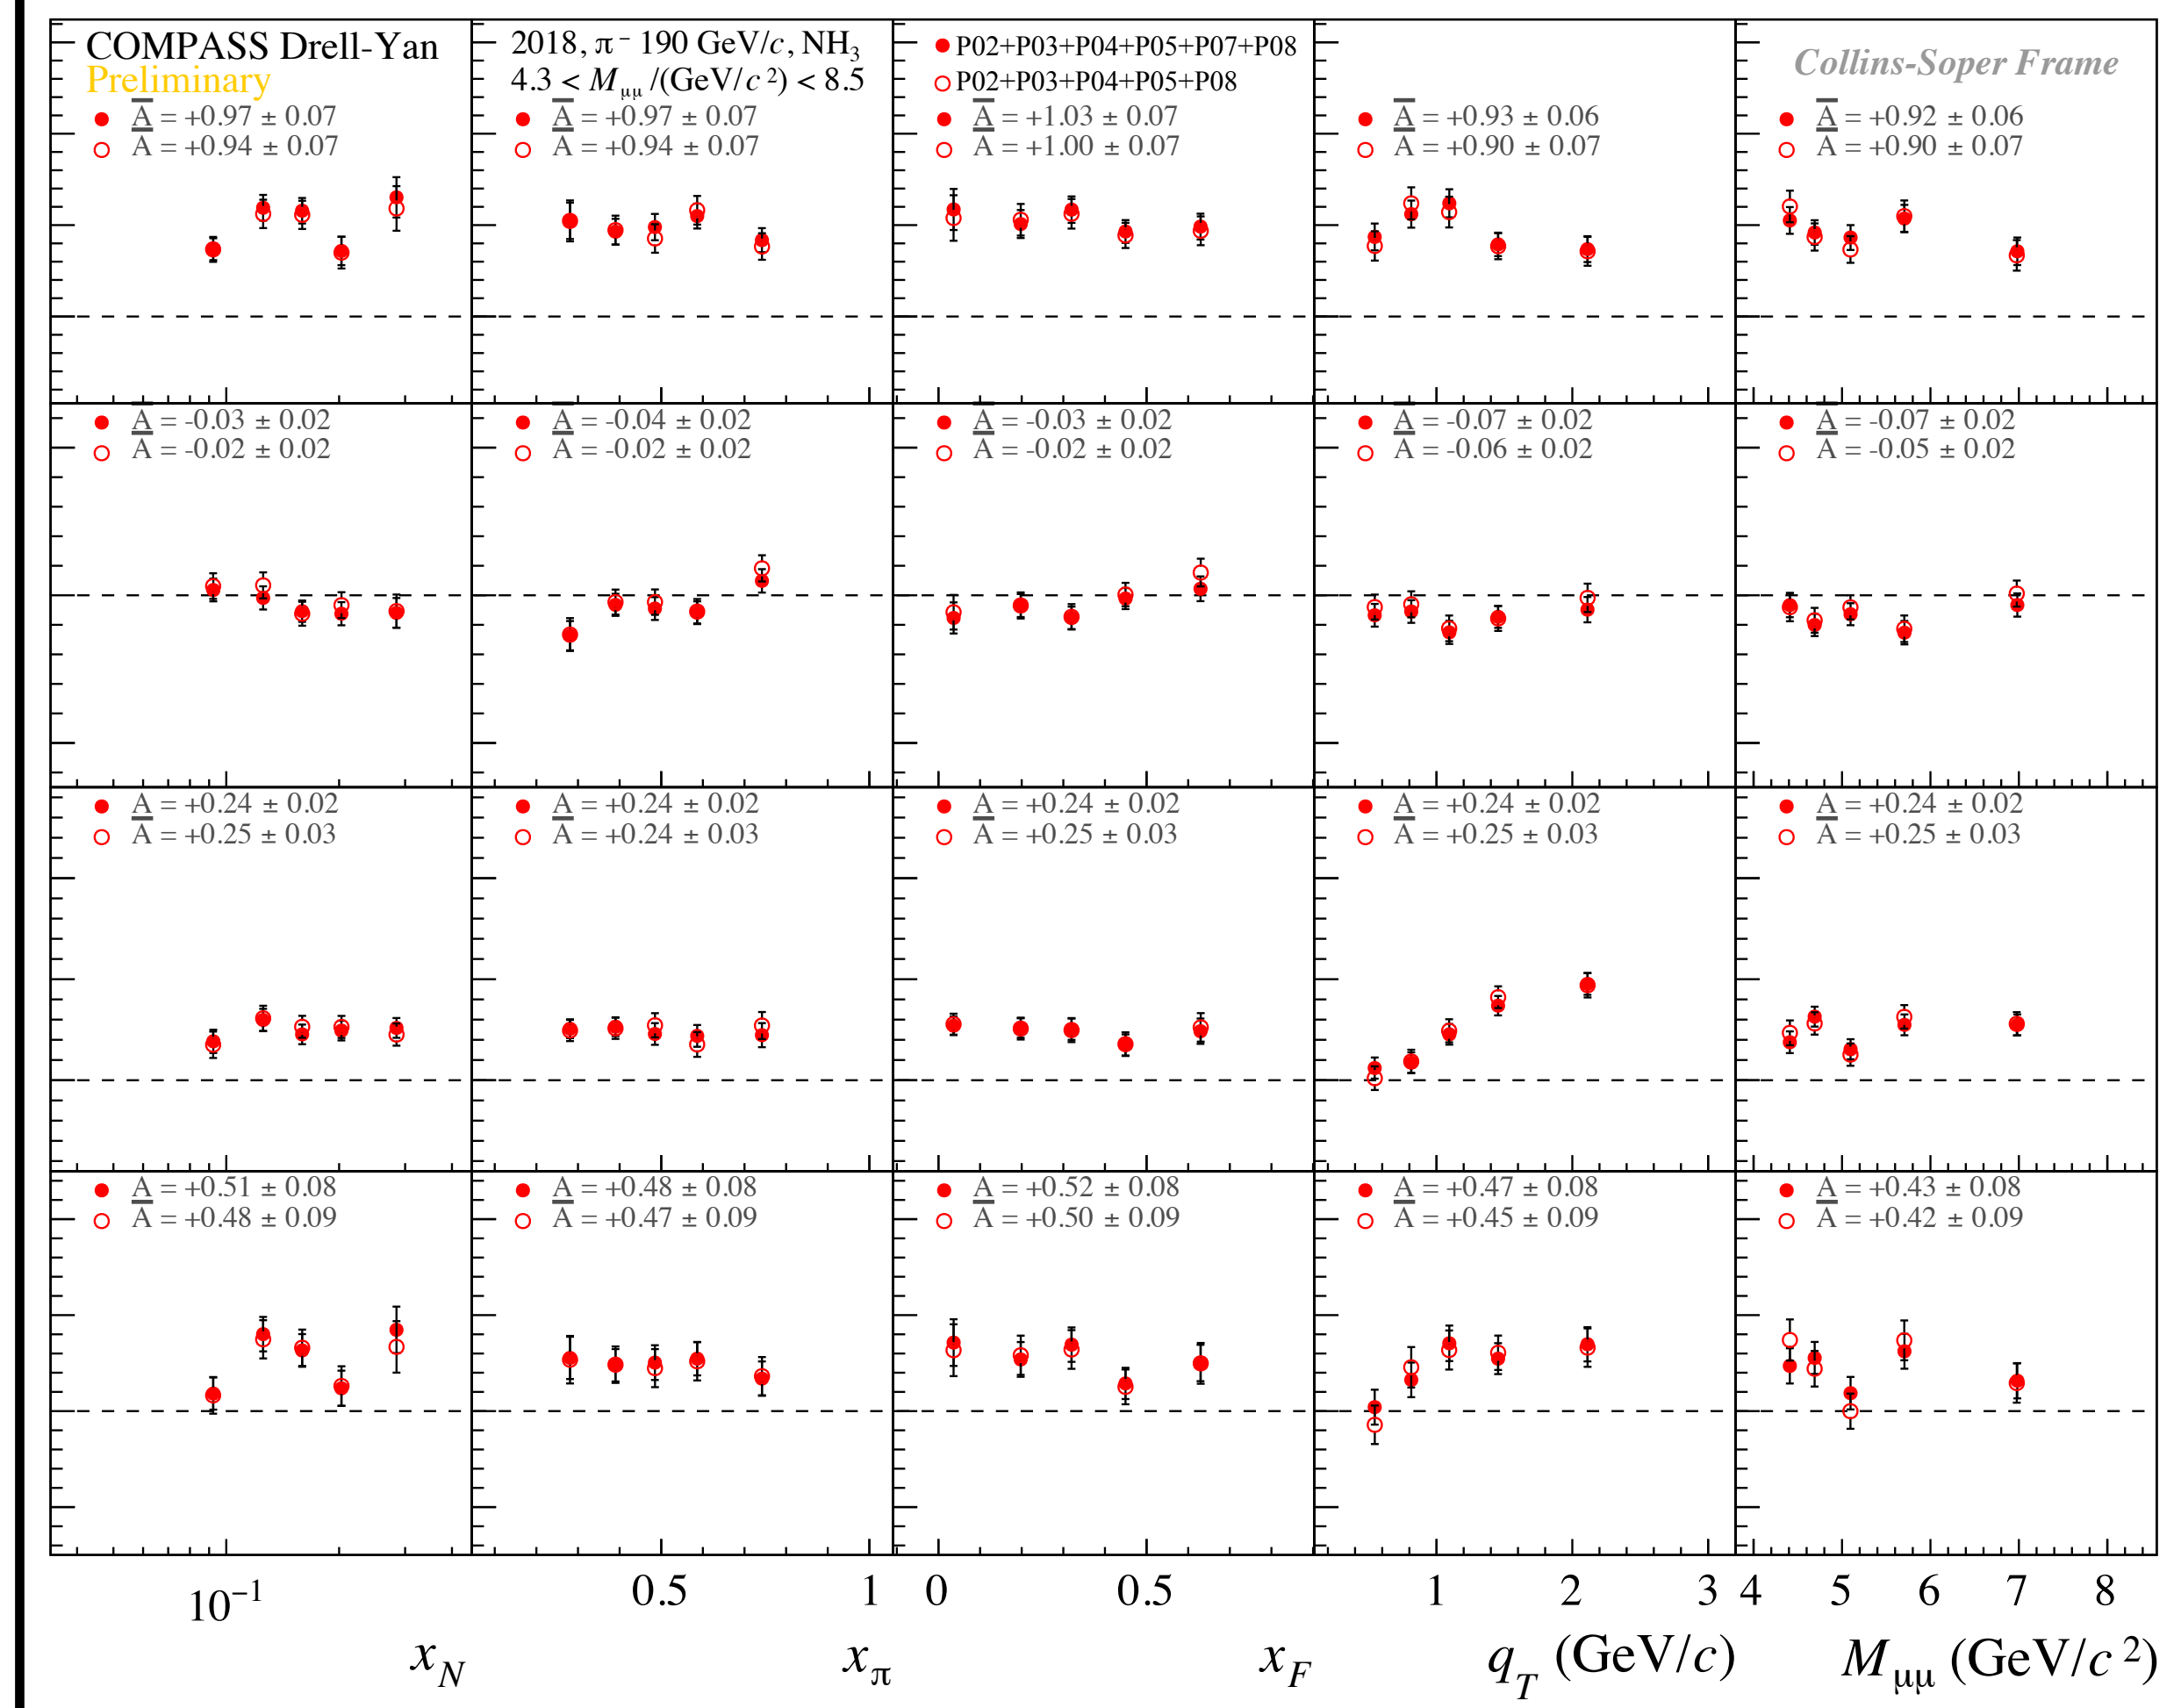 COMPASS Drell-Yan
Preliminary
2018, π⁻ 190 GeV/c, NH₃
4.3 < M_μμ /(GeV/c²) < 8.5
P02+P03+P04+P05+P07+P08
P02+P03+P04+P05+P08
Collins-Soper Frame
A̅ = +0.97 ± 0.07
A̅ = +0.94 ± 0.07
A̅ = +0.97 ± 0.07
A̅ = +0.94 ± 0.07
A̅ = +1.03 ± 0.07
A̅ = +1.00 ± 0.07
A̅ = +0.93 ± 0.06
A̅ = +0.90 ± 0.07
A̅ = +0.92 ± 0.06
A̅ = +0.90 ± 0.07
A̅ = -0.03 ± 0.02
A̅ = -0.02 ± 0.02
A̅ = -0.04 ± 0.02
A̅ = -0.02 ± 0.02
A̅ = -0.03 ± 0.02
A̅ = -0.02 ± 0.02
A̅ = -0.07 ± 0.02
A̅ = -0.06 ± 0.02
A̅ = -0.07 ± 0.02
A̅ = -0.05 ± 0.02
A̅ = +0.24 ± 0.02
A̅ = +0.25 ± 0.03
A̅ = +0.24 ± 0.02
A̅ = +0.24 ± 0.03
A̅ = +0.24 ± 0.02
A̅ = +0.25 ± 0.03
A̅ = +0.24 ± 0.02
A̅ = +0.25 ± 0.03
A̅ = +0.24 ± 0.02
A̅ = +0.25 ± 0.03
A̅ = +0.51 ± 0.08
A̅ = +0.48 ± 0.09
A̅ = +0.48 ± 0.08
A̅ = +0.47 ± 0.09
A̅ = +0.52 ± 0.08
A̅ = +0.50 ± 0.09
A̅ = +0.47 ± 0.08
A̅ = +0.45 ± 0.09
A̅ = +0.43 ± 0.08
A̅ = +0.42 ± 0.09
10⁻¹ 0.5 1 0 0.5 1 2 3 4 5 6 7 8
x_N x_π x_F q_T (GeV/c) M_μμ (GeV/c²)